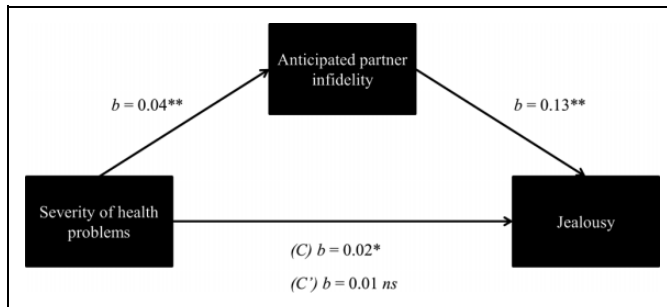 Anticipated partner
infidelity
b = 0.04**
b = 0.13**
Severity of health
problems
Jealousy
(C) b = 0.02*
(C') b = 0.01 ns